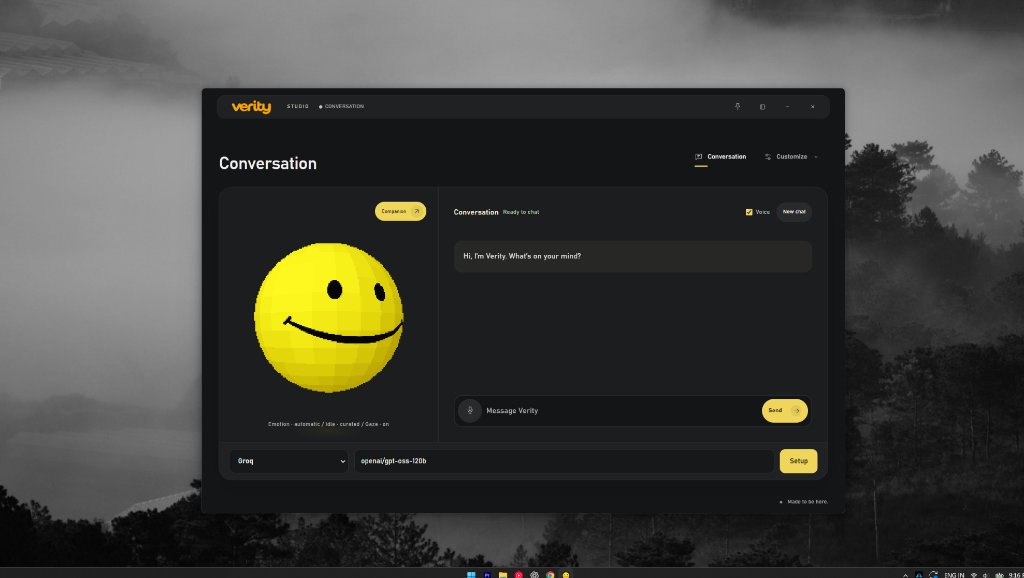 verity STUDIO CONVERSATION
Conversation
Conversation Customize
Companion
Conversation Ready to chat
Voice New chat
Hi, I'm Verity. What's on your mind?
Message Verity Send
Emotion - automatic / Idle - curated / Gaze - on
Groq openai/gpt-oss-120b Setup
Made to be here.
ENG IN 9:16